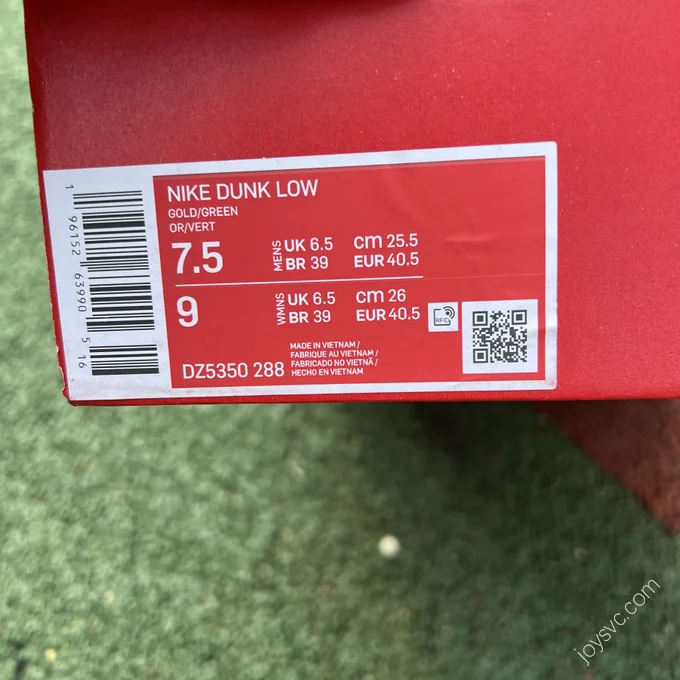 1 96152 63990 5 16
NIKE DUNK LOW
GOLD/GREEN
OR/VERT
7.5 MENS UK 6.5 cm 25.5
BR 39 EUR 40.5
9 WMNS UK 6.5 cm 26
BR 39 EUR 40.5
RFID
DZ5350 288
MADE IN VIETNAM /
FABRIQUE AU VIETNAM /
FABRICADO NO VIETNÃ /
HECHO EN VIETNAM
joysvc.com